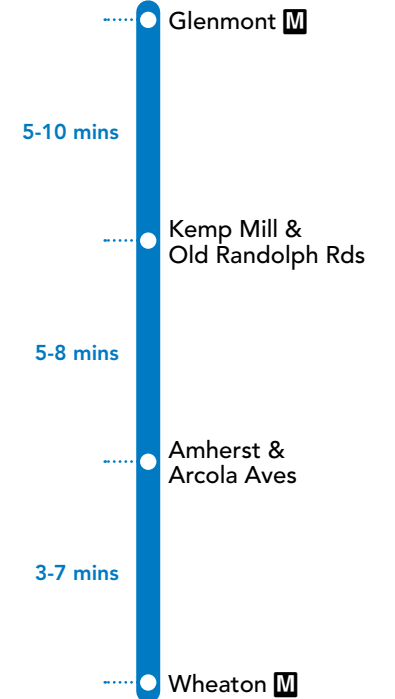 Glenmont M
5-10 mins
Kemp Mill &
Old Randolph Rds
5-8 mins
Amherst &
Arcola Aves
3-7 mins
Wheaton M